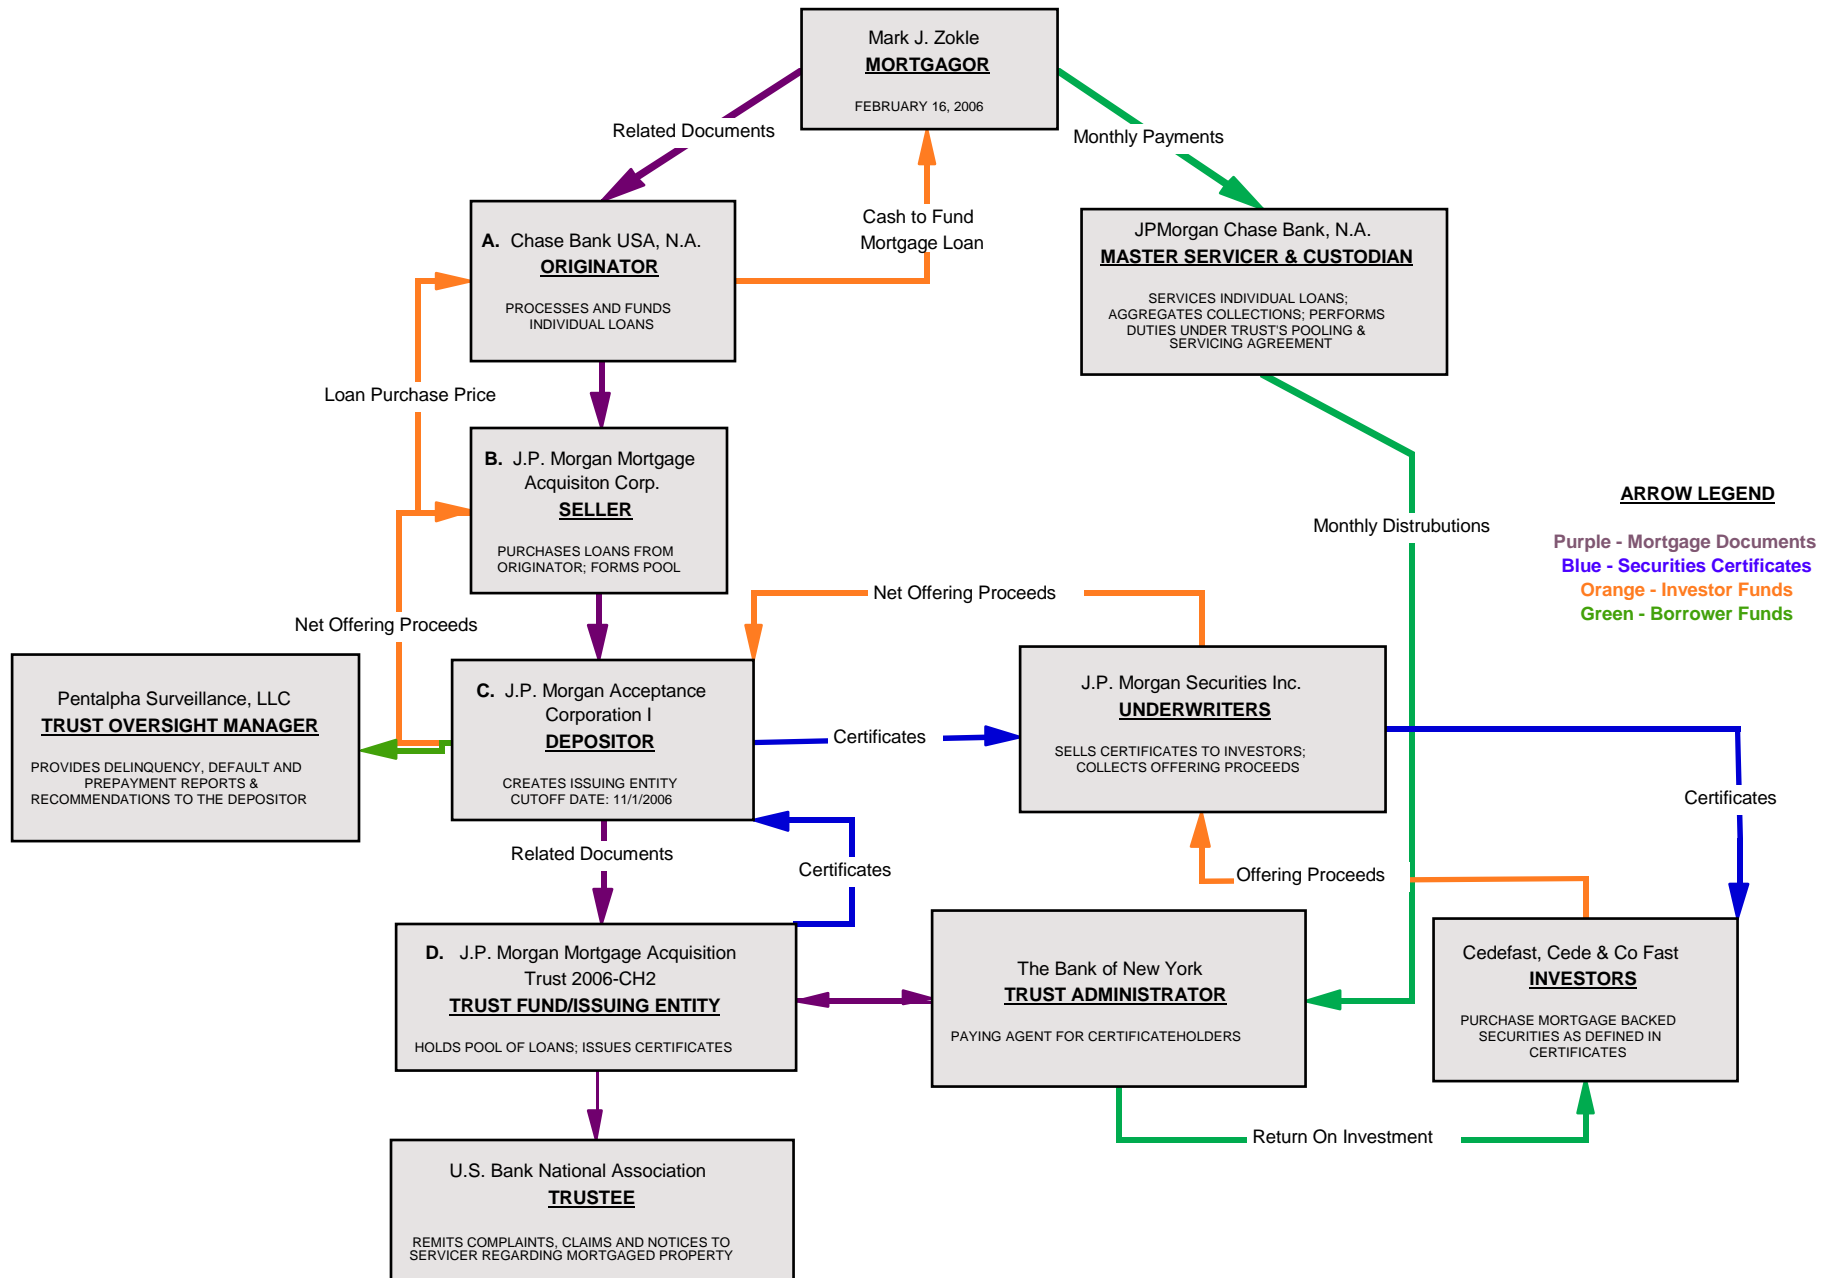 Mark J. Zokle
MORTGAGOR
FEBRUARY 16, 2006
Related Documents
Monthly Payments
Cash to Fund
Mortgage Loan
A. Chase Bank USA, N.A.
ORIGINATOR
PROCESSES AND FUNDS
INDIVIDUAL LOANS
JPMorgan Chase Bank, N.A.
MASTER SERVICER & CUSTODIAN
SERVICES INDIVIDUAL LOANS;
AGGREGATES COLLECTIONS; PERFORMS
DUTIES UNDER TRUST'S POOLING &
SERVICING AGREEMENT
Loan Purchase Price
B. J.P. Morgan Mortgage
Acquisiton Corp.
SELLER
PURCHASES LOANS FROM
ORIGINATOR; FORMS POOL
Monthly Distrubutions
ARROW LEGEND
Purple - Mortgage Documents
Blue - Securities Certificates
Orange - Investor Funds
Green - Borrower Funds
Net Offering Proceeds
Net Offering Proceeds
Pentalpha Surveillance, LLC
TRUST OVERSIGHT MANAGER
PROVIDES DELINQUENCY, DEFAULT AND
PREPAYMENT REPORTS &
RECOMMENDATIONS TO THE DEPOSITOR
C. J.P. Morgan Acceptance
Corporation I
DEPOSITOR
CREATES ISSUING ENTITY
CUTOFF DATE: 11/1/2006
Certificates
J.P. Morgan Securities Inc.
UNDERWRITERS
SELLS CERTIFICATES TO INVESTORS;
COLLECTS OFFERING PROCEEDS
Certificates
Related Documents
Certificates
Offering Proceeds
D. J.P. Morgan Mortgage Acquisition
Trust 2006-CH2
TRUST FUND/ISSUING ENTITY
HOLDS POOL OF LOANS; ISSUES CERTIFICATES
The Bank of New York
TRUST ADMINISTRATOR
PAYING AGENT FOR CERTIFICATEHOLDERS
Cedefast, Cede & Co Fast
INVESTORS
PURCHASE MORTGAGE BACKED
SECURITIES AS DEFINED IN
CERTIFICATES
Return On Investment
U.S. Bank National Association
TRUSTEE
REMITS COMPLAINTS, CLAIMS AND NOTICES TO
SERVICER REGARDING MORTGAGED PROPERTY